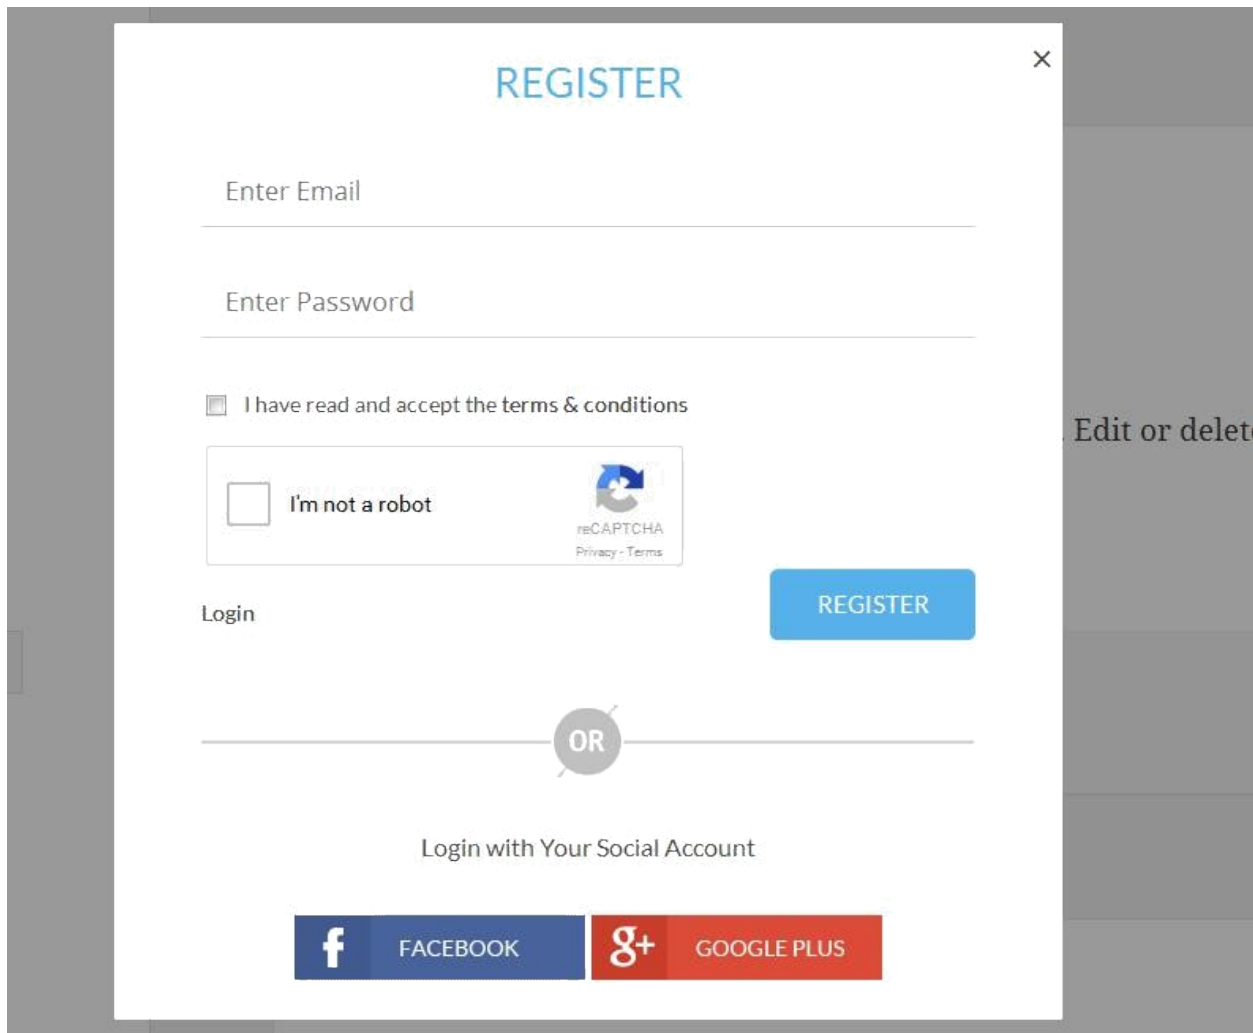 REGISTER
×
Enter Email
Enter Password
I have read and accept the terms & conditions
I'm not a robot
reCAPTCHA
Privacy - Terms
Login
REGISTER
OR
Login with Your Social Account
f FACEBOOK
g+ GOOGLE PLUS
. Edit or delete